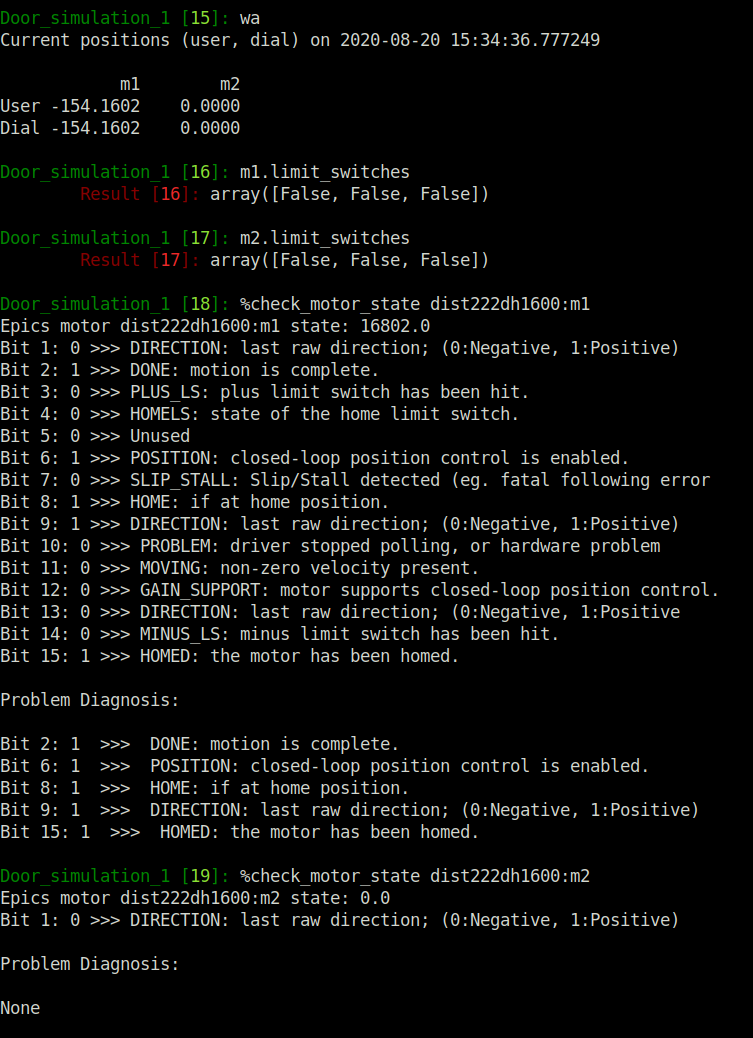 Door_simulation_1 [15]: wa
Current positions (user, dial) on 2020-08-20 15:34:36.777249
m1 m2
User -154.1602 0.0000
Dial -154.1602 0.0000
Door_simulation_1 [16]: m1.limit_switches
Result [16]: array([False, False, False])
Door_simulation_1 [17]: m2.limit_switches
Result [17]: array([False, False, False])
Door_simulation_1 [18]: %check_motor_state dist222dh1600:m1
Epics motor dist222dh1600:m1 state: 16802.0
Bit 1: 0 >>> DIRECTION: last raw direction; (0:Negative, 1:Positive)
Bit 2: 1 >>> DONE: motion is complete.
Bit 3: 0 >>> PLUS_LS: plus limit switch has been hit.
Bit 4: 0 >>> HOMELS: state of the home limit switch.
Bit 5: 0 >>> Unused
Bit 6: 1 >>> POSITION: closed-loop position control is enabled.
Bit 7: 0 >>> SLIP_STALL: Slip/Stall detected (eg. fatal following error
Bit 8: 1 >>> HOME: if at home position.
Bit 9: 1 >>> DIRECTION: last raw direction; (0:Negative, 1:Positive)
Bit 10: 0 >>> PROBLEM: driver stopped polling, or hardware problem
Bit 11: 0 >>> MOVING: non-zero velocity present.
Bit 12: 0 >>> GAIN_SUPPORT: motor supports closed-loop position control.
Bit 13: 0 >>> DIRECTION: last raw direction; (0:Negative, 1:Positive
Bit 14: 0 >>> MINUS_LS: minus limit switch has been hit.
Bit 15: 1 >>> HOMED: the motor has been homed.
Problem Diagnosis:
Bit 2: 1 >>> DONE: motion is complete.
Bit 6: 1 >>> POSITION: closed-loop position control is enabled.
Bit 8: 1 >>> HOME: if at home position.
Bit 9: 1 >>> DIRECTION: last raw direction; (0:Negative, 1:Positive)
Bit 15: 1 >>> HOMED: the motor has been homed.
Door_simulation_1 [19]: %check_motor_state dist222dh1600:m2
Epics motor dist222dh1600:m2 state: 0.0
Bit 1: 0 >>> DIRECTION: last raw direction; (0:Negative, 1:Positive)
Problem Diagnosis:
None